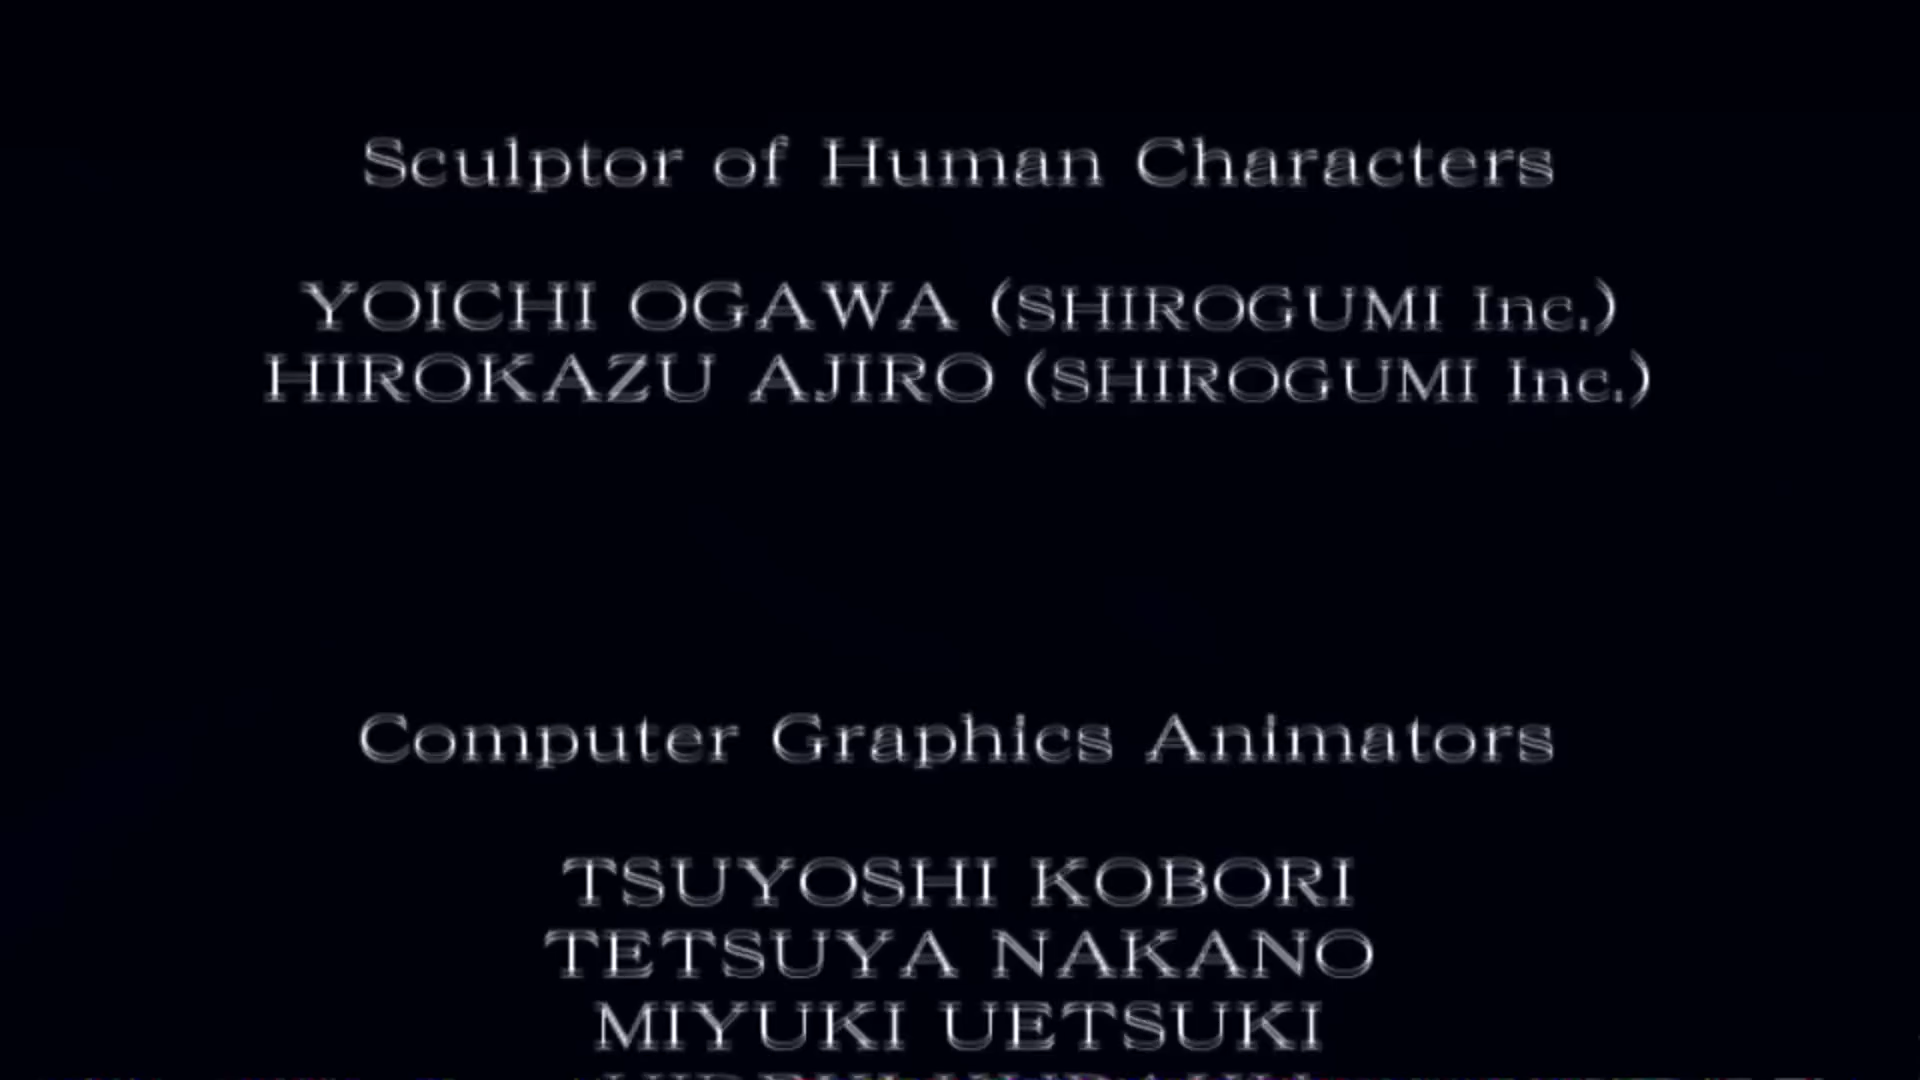 Sculptor of Human Characters
YOICHI OGAWA (SHIROGUMI Inc.)
HIROKAZU AJIRO (SHIROGUMI Inc.)
Computer Graphics Animators
TSUYOSHI KOBORI
TETSUYA NAKANO
MIYUKI UETSUKI